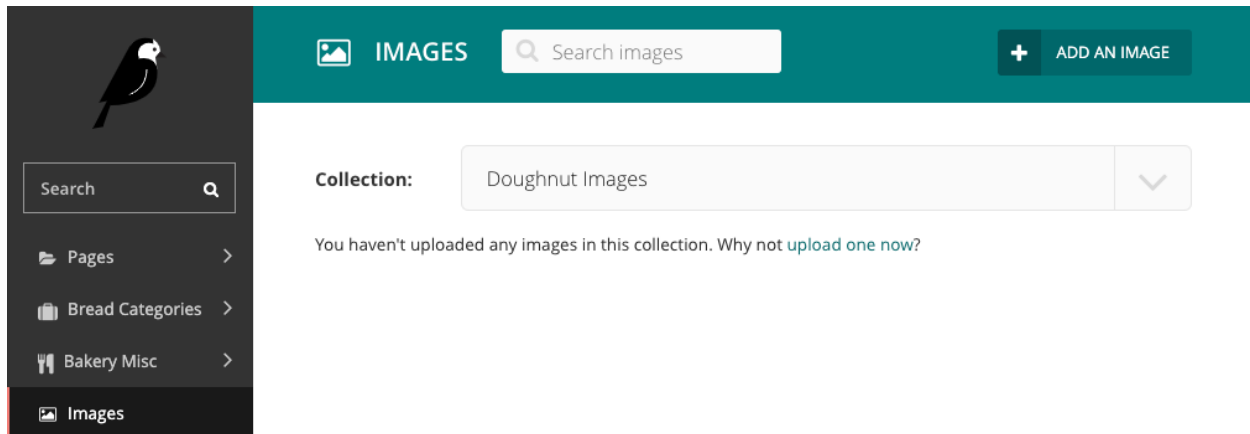 IMAGES
Search images
ADD AN IMAGE
Search
Pages
Bread Categories
Bakery Misc
Images
Collection:
Doughnut Images
You haven't uploaded any images in this collection. Why not upload one now?